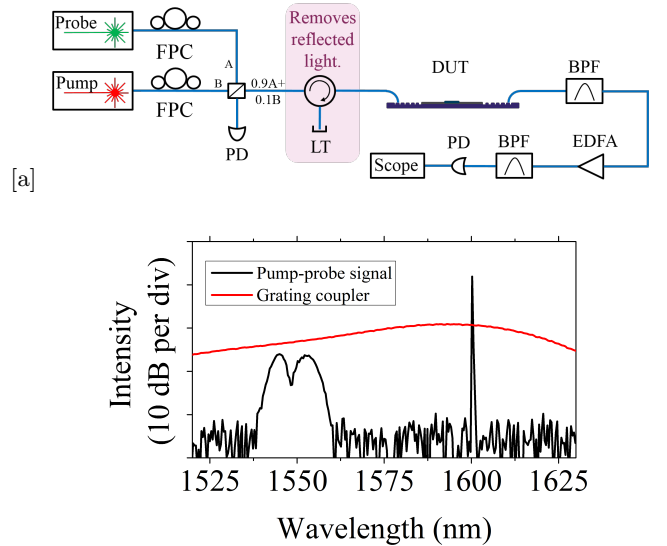 Probe
FPC
Pump
FPC
A
B
0.9A+
0.1B
PD
Removes
reflected
light.
LT
DUT
BPF
EDFA
BPF
PD
Scope
[a]
Pump-probe signal
Grating coupler
Intensity
(10 dB per div)
1525 1550 1575 1600 1625
Wavelength (nm)